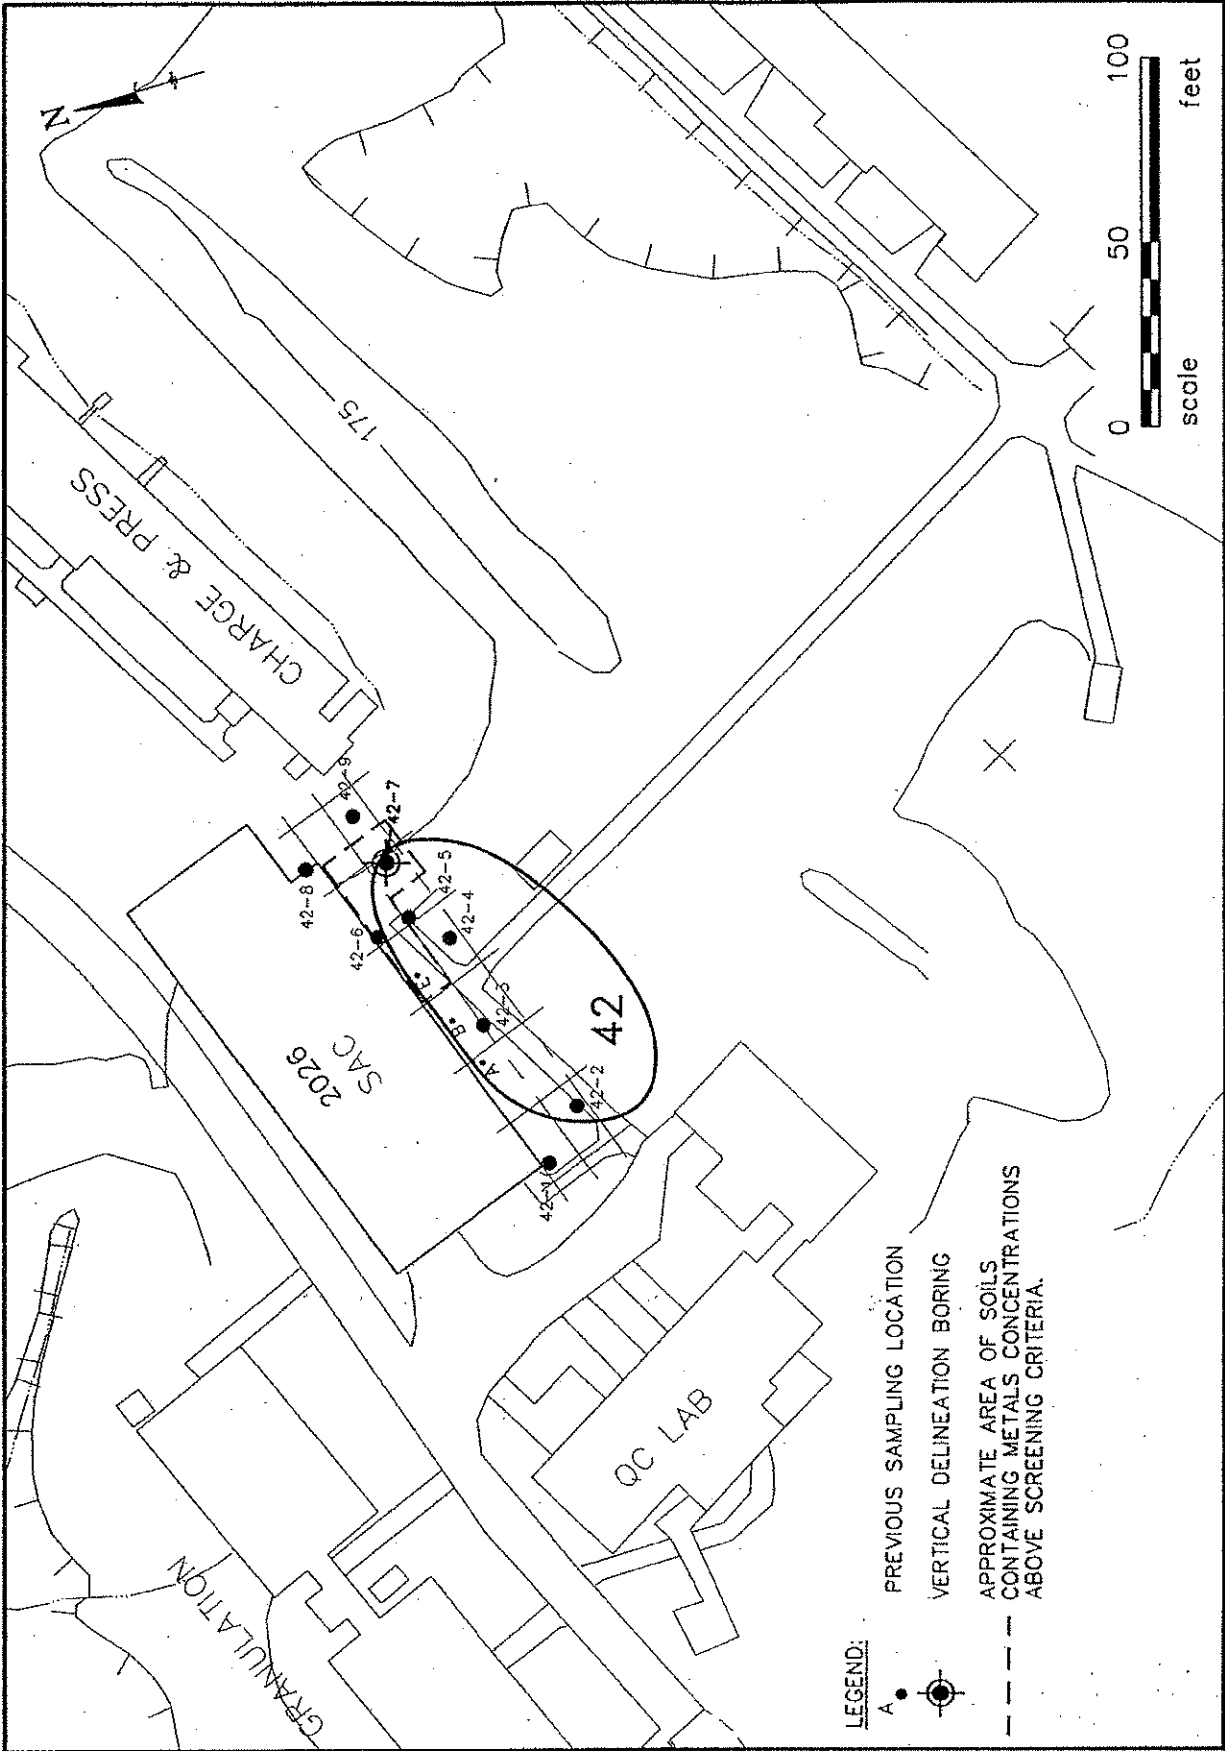 N
CHARGE & PRESS
175
2026
SAC
42-9
42-7
42-8
42-5
42-6
42-4
E
B
42-3
A
42
42-2
42-1
GRANULATION
QC LAB
LEGEND:
A
PREVIOUS SAMPLING LOCATION
VERTICAL DELINEATION BORING
APPROXIMATE AREA OF SOILS
CONTAINING METALS CONCENTRATIONS
ABOVE SCREENING CRITERIA.
0 50 100
scale feet